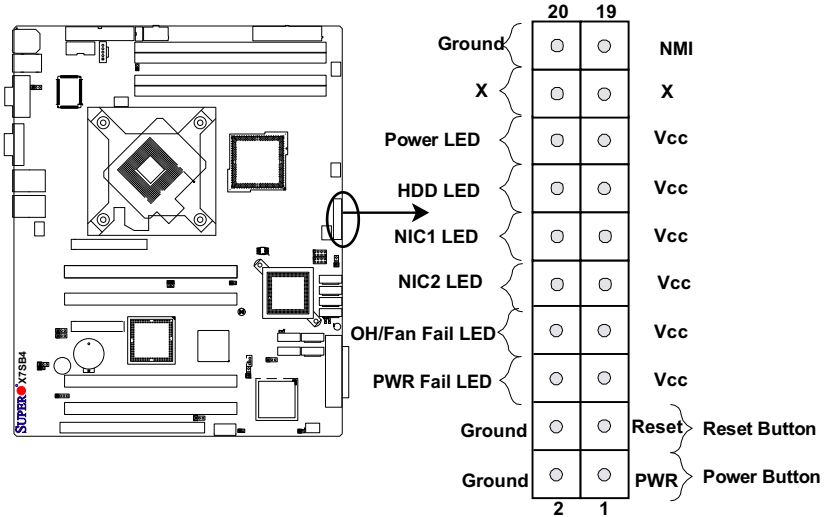 20 19
Ground NMI
X X
Power LED Vcc
HDD LED Vcc
NIC1 LED Vcc
NIC2 LED Vcc
OH/Fan Fail LED Vcc
PWR Fail LED Vcc
Ground Reset Reset Button
Ground PWR Power Button
2 1
SUPER X7SB4